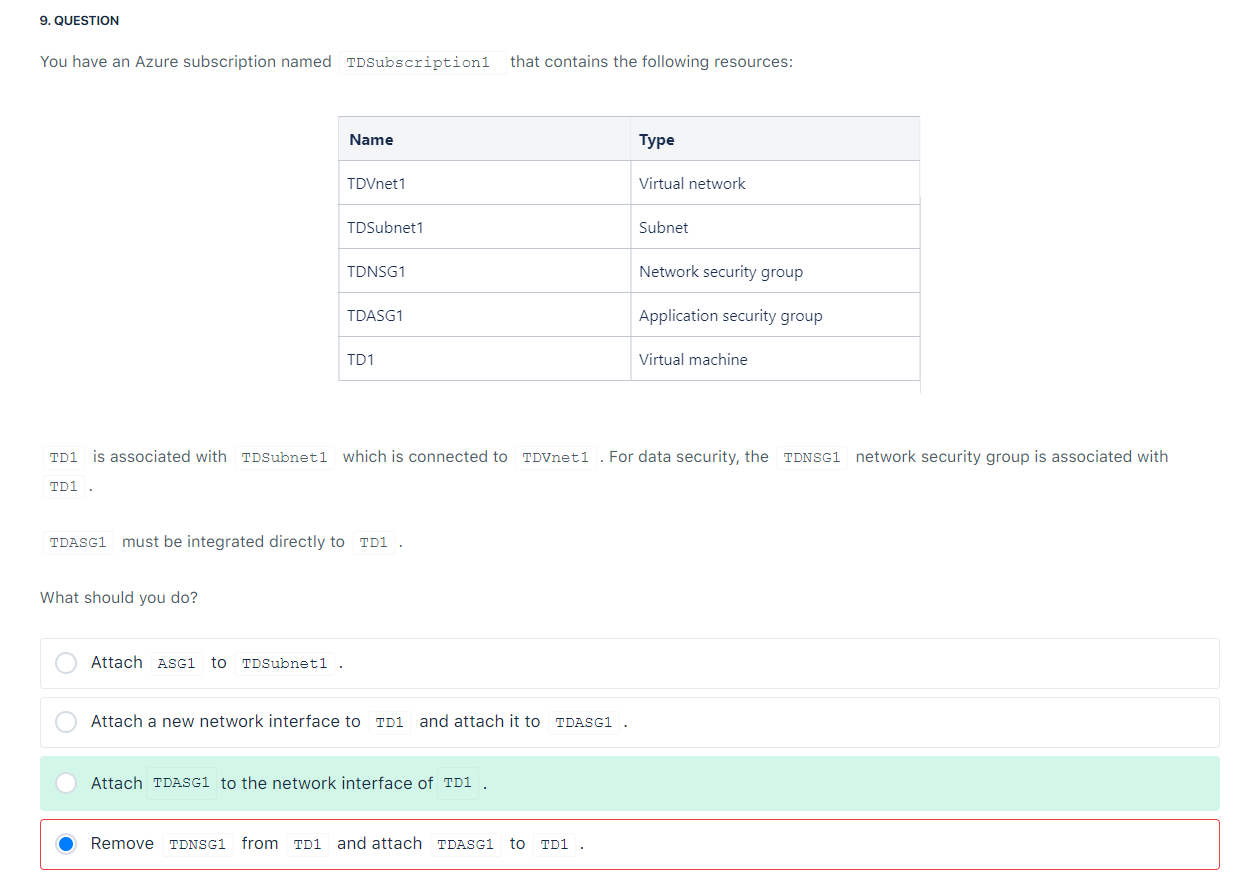 9. QUESTION
You have an Azure subscription named TDSubscription1 that contains the following resources:
Name Type
TDVnet1 Virtual network
TDSubnet1 Subnet
TDNSG1 Network security group
TDASG1 Application security group
TD1 Virtual machine
TD1 is associated with TDSubnet1 which is connected to TDVnet1 . For data security, the TDNSG1 network security group is associated with
TD1 .
TDASG1 must be integrated directly to TD1 .
What should you do?
Attach ASG1 to TDSubnet1 .
Attach a new network interface to TD1 and attach it to TDASG1 .
Attach TDASG1 to the network interface of TD1 .
Remove TDNSG1 from TD1 and attach TDASG1 to TD1 .